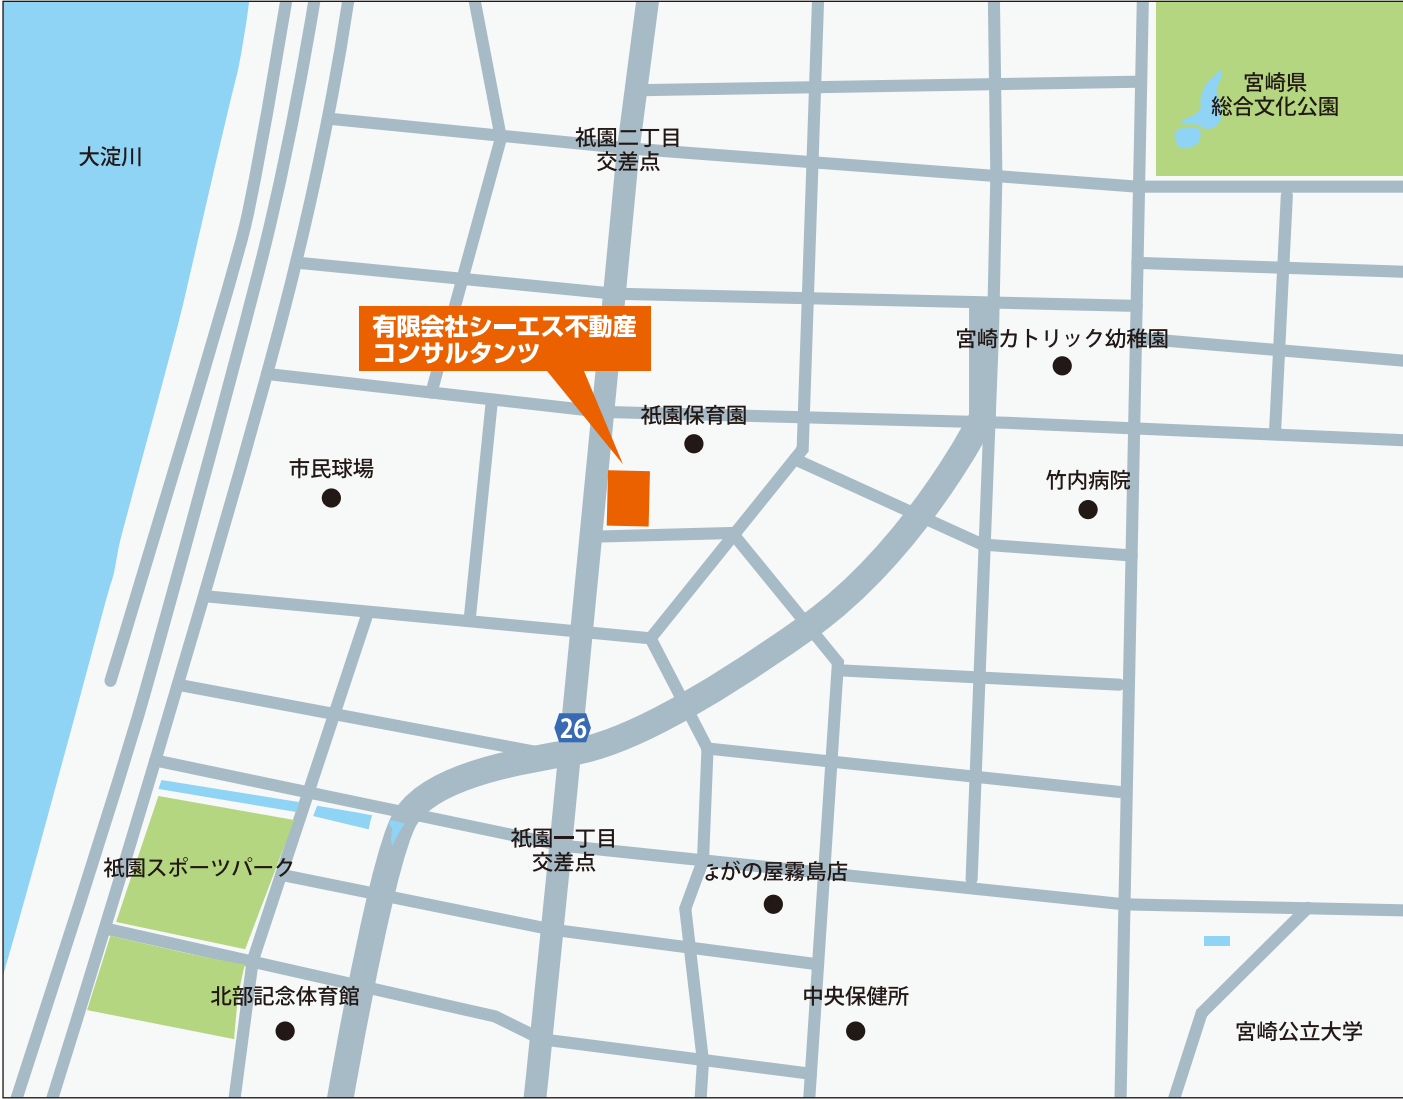 宮崎県
総合文化公園
祇園二丁目
交差点
大淀川
有限会社シーエス不動産
コンサルタンツ
宮崎カトリック幼稚園
祇園保育園
市民球場
竹内病院
26
祇園一丁目
交差点
祇園スポーツパーク
ながの屋霧島店
北部記念体育館
中央保健所
宮崎公立大学